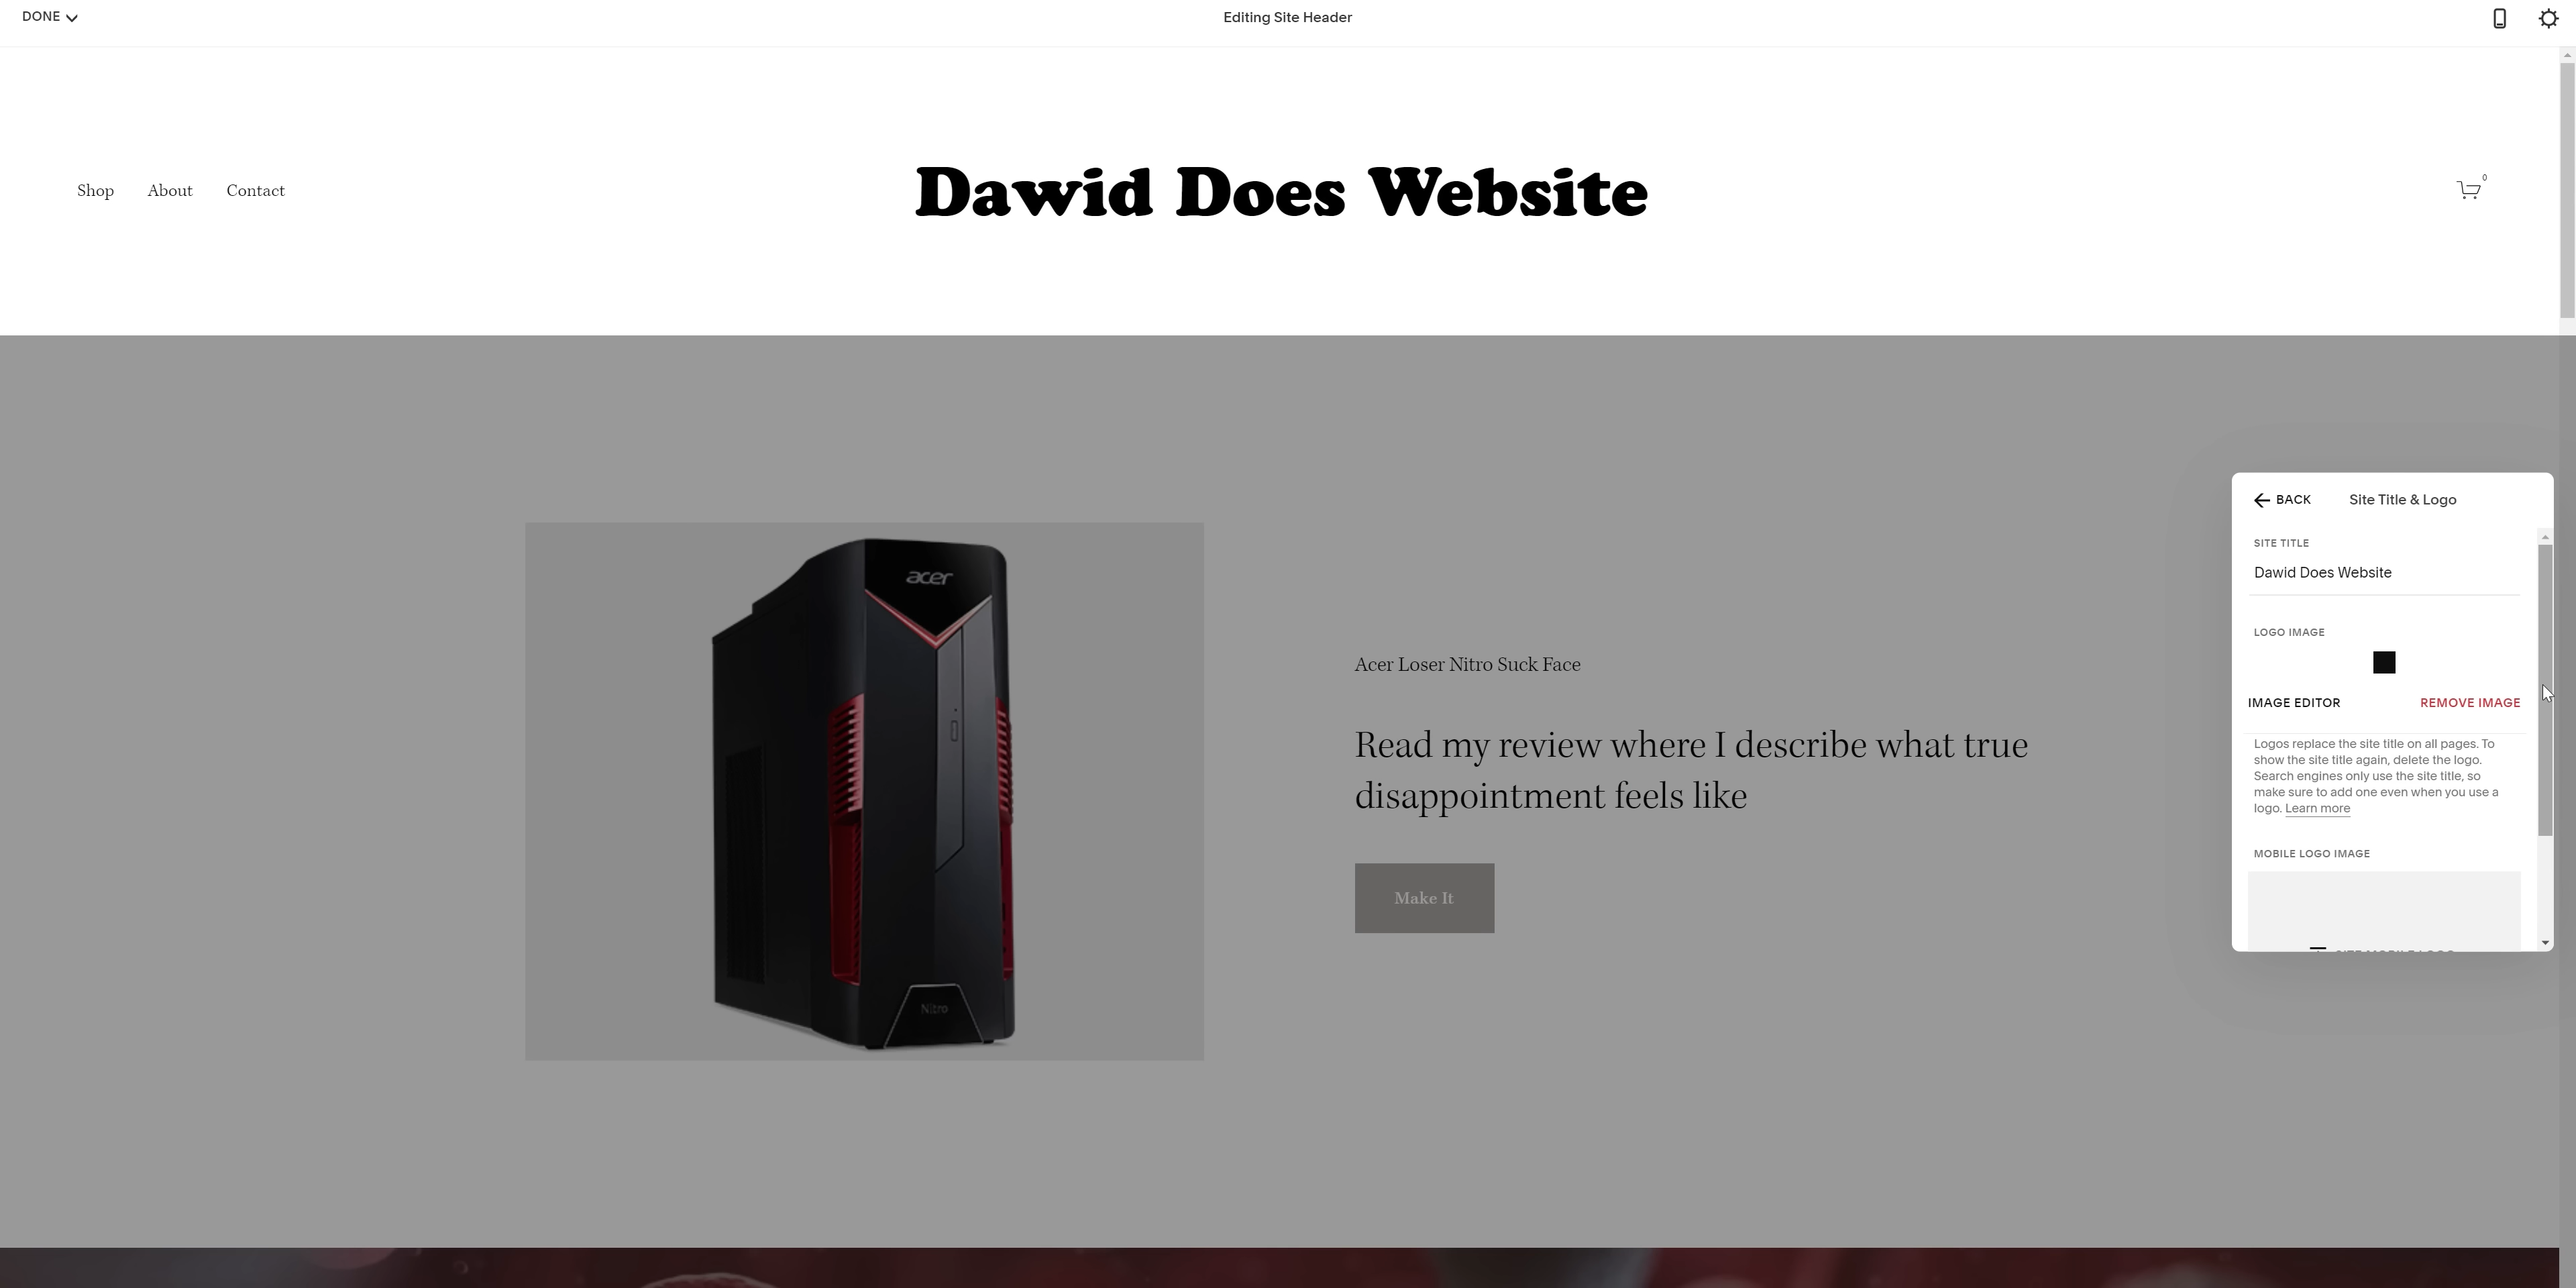 DONE
Editing Site Header
Shop About Contact
Dawid Does Website
0
acer
Nitro
Acer Loser Nitro Suck Face
Read my review where I describe what true
disappointment feels like
Make It
BACK
Site Title & Logo
SITE TITLE
Dawid Does Website
LOGO IMAGE
IMAGE EDITOR
REMOVE IMAGE
Logos replace the site title on all pages. To
show the site title again, delete the logo.
Search engines only use the site title, so
make sure to add one even when you use a
logo. Learn more
MOBILE LOGO IMAGE